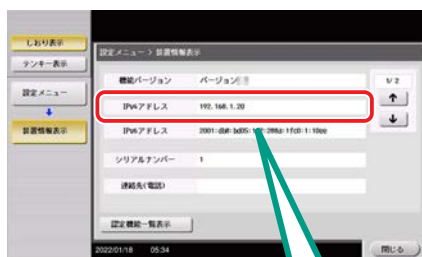 しおり表示
テンキー表示
設定メニュー
装置情報表示
設定メニュー > 装置情報表示
機能バージョン バージョン
1/ 2
IPv4アドレス 192. 168. 1. 20
IPv6アドレス
シリアルナンバー 1
連絡先(電話)
認定機能一覧表示
2022/01/18 05:34
閉じる